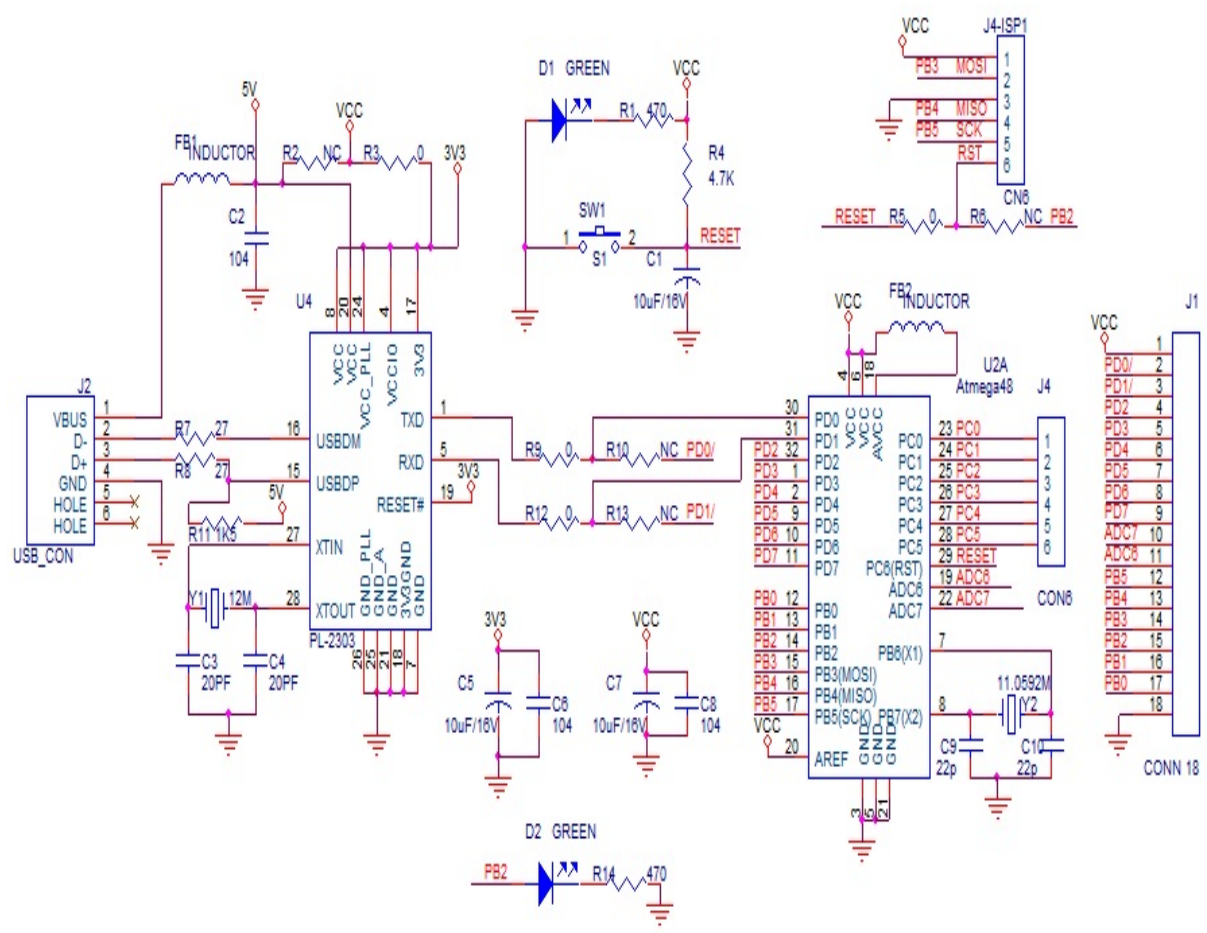 VCC
J4-ISP1
1
PB3 MOSI
2
3
PB4 MISO
4
PB5 SCK
5
RST
6
CN6
RESET R5 0 R6 NC PB2
D1 GREEN
VCC
R1 470
R4
4.7K
SW1
1 2
S1
RESET
C1
10uF/16V
5V
VCC
FB1
INDUCTOR
R2 NC R3 0
3V3
C2
104
U4
8 20 24 4 17
VCC
VCC
VCC_PLL
VCCIO
3V3
TXD 1
RXD 5
RESET# 19
3V3
16 USBDM
15 USBDP
27 XTIN
28 XTOUT
GND_PLL
GND_A
GND
3V3GND
GND
PL-2303
26 25 21 18 7
J2
VBUS 1
D- 2
D+ 3
GND 4
HOLE 5
HOLE 6
USB_CON
R7 27
R8 27
5V
R11 1K5
Y1 12M
C3
20PF
C4
20PF
R9 0 R10 NC PD0/
R12 0 R13 NC PD1/
VCC
FB2
INDUCTOR
4 6 18
U2A
Atmega48
VCC
VCC
AVCC
30 PD0
31 PD1
PD2 32 PD2
PD3 1 PD3
PD4 2 PD4
PD5 9 PD5
PD6 10 PD6
PD7 11 PD7
PB0 12 PB0
PB1 13 PB1
PB2 14 PB2
PB3 15 PB3(MOSI)
PB4 16 PB4(MISO)
PB5 17 PB5(SCK)
VCC
20 AREF
PC0 23 PC0
PC1 24 PC1
PC2 25 PC2
PC3 26 PC3
PC4 27 PC4
PC5 28 PC5
PC6(RST) 29 RESET
ADC6 19 ADC6
ADC7 22 ADC7
PB6(X1) 7
PB7(X2) 8
GND
GND
GND
3 5 21
J4
1
2
3
4
5
6
CON6
11.0592M
Y2
C9
22p
C10
22p
J1
VCC
1
PD0/ 2
PD1/ 3
PD2 4
PD3 5
PD4 6
PD5 7
PD6 8
PD7 9
ADC7 10
ADC6 11
PB5 12
PB4 13
PB3 14
PB2 15
PB1 16
PB0 17
18
CONN 18
3V3
C5
10uF/16V
C6
104
VCC
C7
10uF/16V
C8
104
D2 GREEN
PB2
R14 470